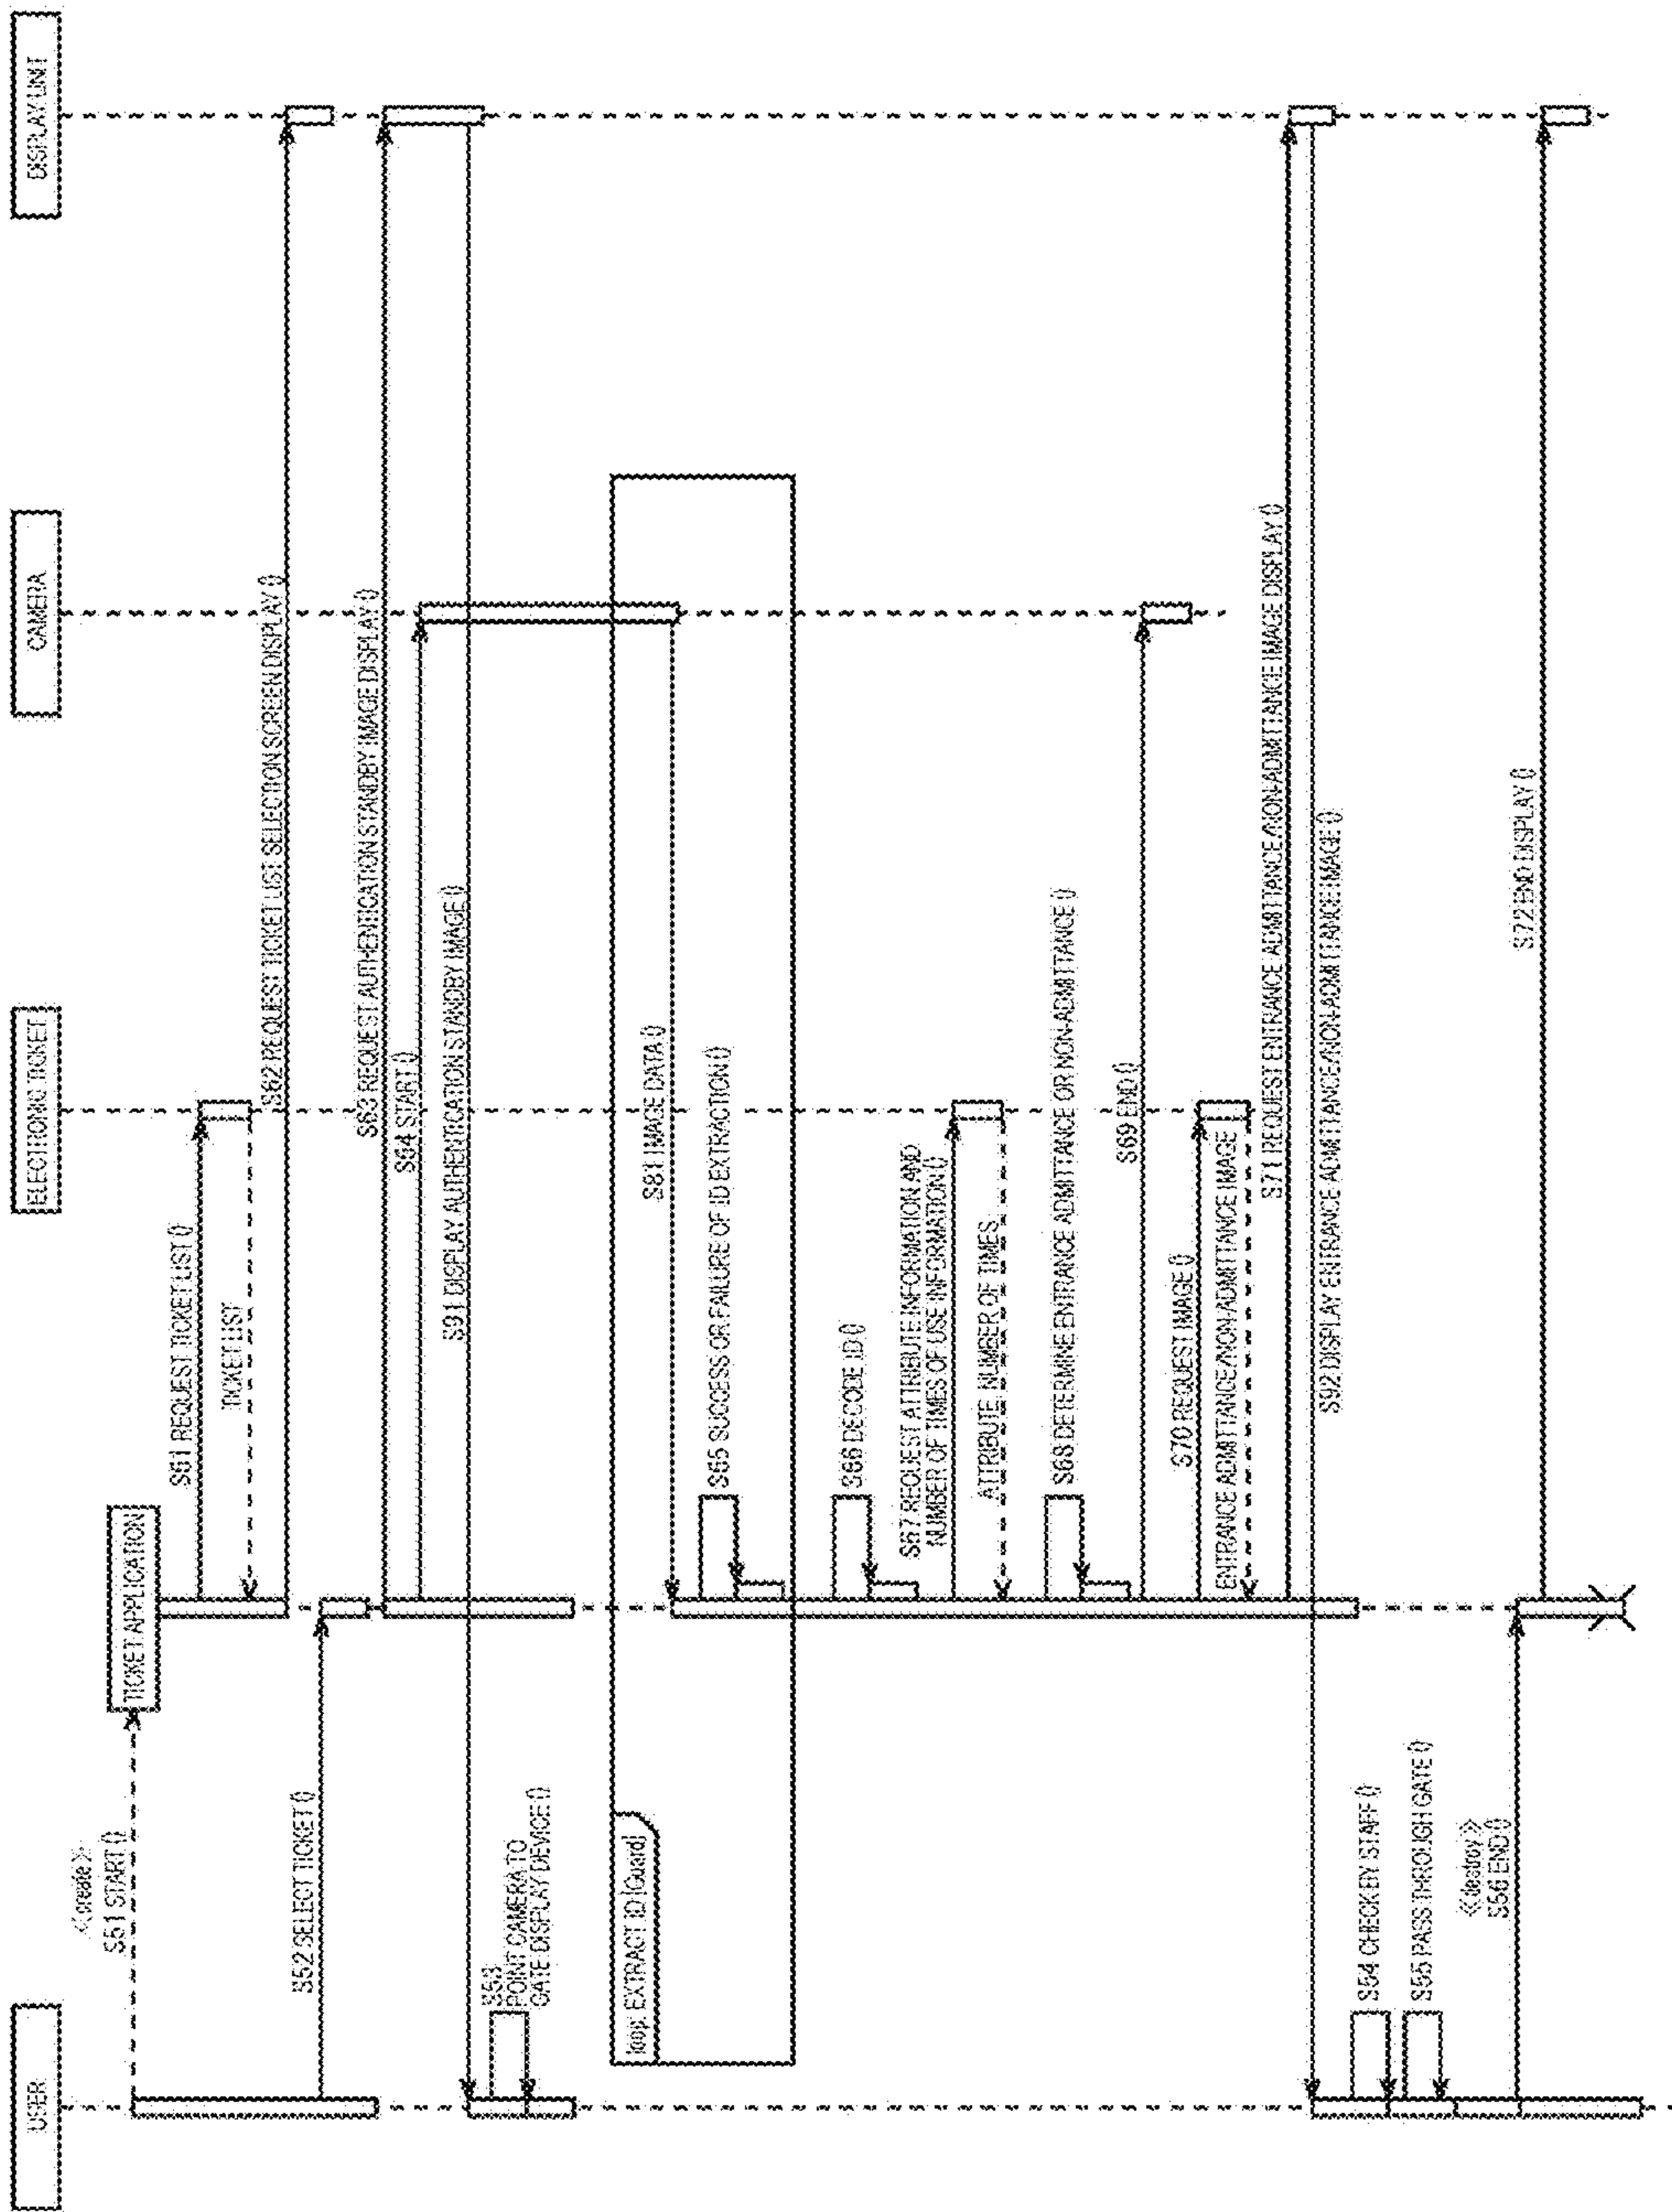 USER
TICKET APPLICATION
ELECTRONIC TICKET
CAMERA
DISPLAY UNIT
≪create≫
S51 START ()
S61 REQUEST TICKET LIST ()
TICKET LIST
S62 REQUEST TICKET LIST SELECTION SCREEN DISPLAY ()
S52 SELECT TICKET ()
S63 REQUEST AUTHENTICATION STANDBY IMAGE DISPLAY ()
S64 START ()
S91 DISPLAY AUTHENTICATION STANDBY IMAGE ()
S53
POINT CAMERA TO
GATE DISPLAY DEVICE ()
loop: EXTRACT ID [Guard]
S81 IMAGE DATA ()
S65 SUCCESS OR FAILURE OF ID EXTRACTION ()
S66 DECODE ID ()
S67 REQUEST ATTRIBUTE INFORMATION AND
NUMBER OF TIMES OF USE INFORMATION ()
ATTRIBUTE, NUMBER OF TIMES
S68 DETERMINE ENTRANCE ADMITTANCE OR NON-ADMITTANCE ()
S69 END ()
S70 REQUEST IMAGE ()
ENTRANCE ADMITTANCE/NON-ADMITTANCE IMAGE
S71 REQUEST ENTRANCE ADMITTANCE/NON-ADMITTANCE IMAGE DISPLAY ()
S92 DISPLAY ENTRANCE ADMITTANCE/NON-ADMITTANCE IMAGE ()
S54 CHECK BY STAFF ()
S55 PASS THROUGH GATE ()
≪destroy≫
S56 END ()
S72 END DISPLAY ()